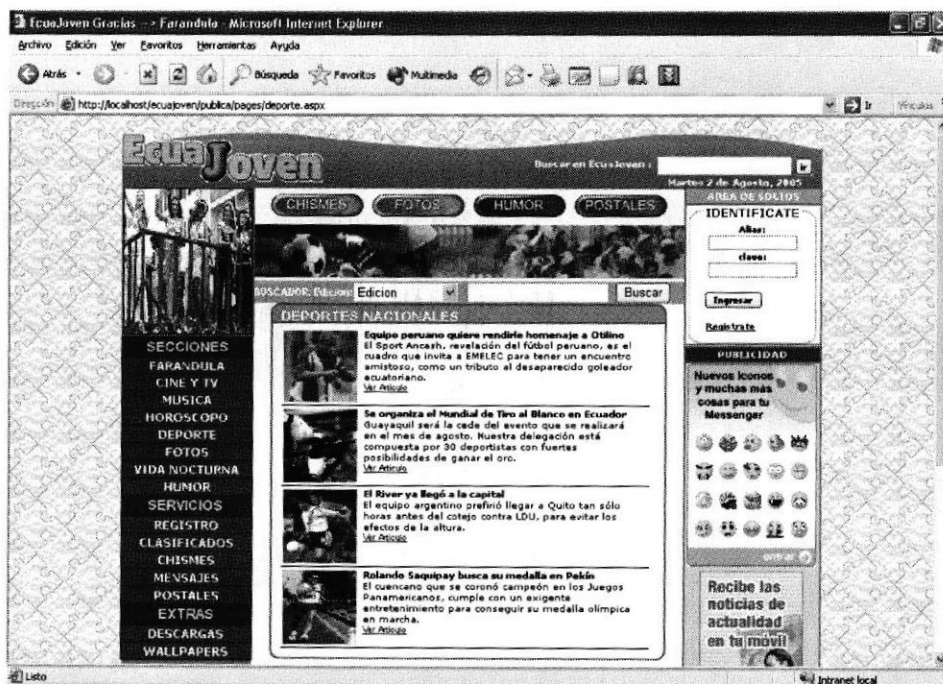 EcuaJoven Gracias --> Farandula - Microsoft Internet Explorer
Archivo Edición Ver Favoritos Herramientas Ayuda
Atrás Búsqueda Favoritos Multimedia
Dirección http://localhost/ecuajoven/publica/pages/deporte.aspx Ir Vínculos
EcuaJoven
Buscar en EcuaJoven :
Martes 2 de Agosto, 2005
CHISMES FOTOS HUMOR POSTALES
BUSCADOR: Edicion: Edicion Buscar
SECCIONES
FARANDULA
CINE Y TV
MUSICA
HOROSCOPO
DEPORTE
FOTOS
VIDA NOCTURNA
HUMOR
SERVICIOS
REGISTRO
CLASIFICADOS
CHISMES
MENSAJES
POSTALES
EXTRAS
DESCARGAS
WALLPAPERS
DEPORTES NACIONALES
Equipo peruano quiere rendirle homenaje a Otilino
El Sport Ancash, revelación del fútbol peruano, es el
cuadro que invita a EMELEC para tener un encuentro
amistoso, como un tributo al desaparecido goleador
ecuatoriano.
Ver Articulo
Se organiza el Mundial de Tiro al Blanco en Ecuador
Guayaquil será la cede del evento que se realizará
en el mes de agosto. Nuestra delegación está
compuesta por 30 deportistas con fuertes
posibilidades de ganar el oro.
Ver Articulo
El River ya llegó a la capital
El equipo argentino prefirió llegar a Quito tan sólo
horas antes del cotejo contra LDU, para evitar los
efectos de la altura.
Ver Articulo
Rolando Saquipay busca su medalla en Pekín
El cuencano que se coronó campeón en los Juegos
Panamericanos, cumple con un exigente
entretenimiento para conseguir su medalla olímpica
en marcha.
Ver Articulo
AREA DE SOCIOS
IDENTIFICATE
Alias:
clave:
Ingresar
Registrate
PUBLICIDAD
Nuevos Iconos
y muchas más
cosas para tu
Messenger
entrar
Recibe las
noticias de
actualidad
en tu móvil
Listo Intranet local